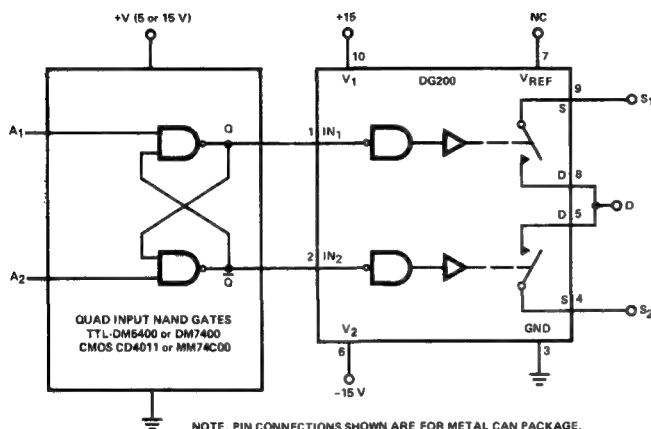 +V (5 or 15 V)
+15
NC
10
7
V1
DG200
VREF
9
S
S1
A1
Q
1
IN1
D
8
D
D
5
A2
Q̅
2
IN2
S
4
S2
QUAD INPUT NAND GATES
TTL-DM5400 or DM7400
CMOS CD4011 or MM74C00
V2
GND
6
3
-15 V
NOTE. PIN CONNECTIONS SHOWN ARE FOR METAL CAN PACKAGE.